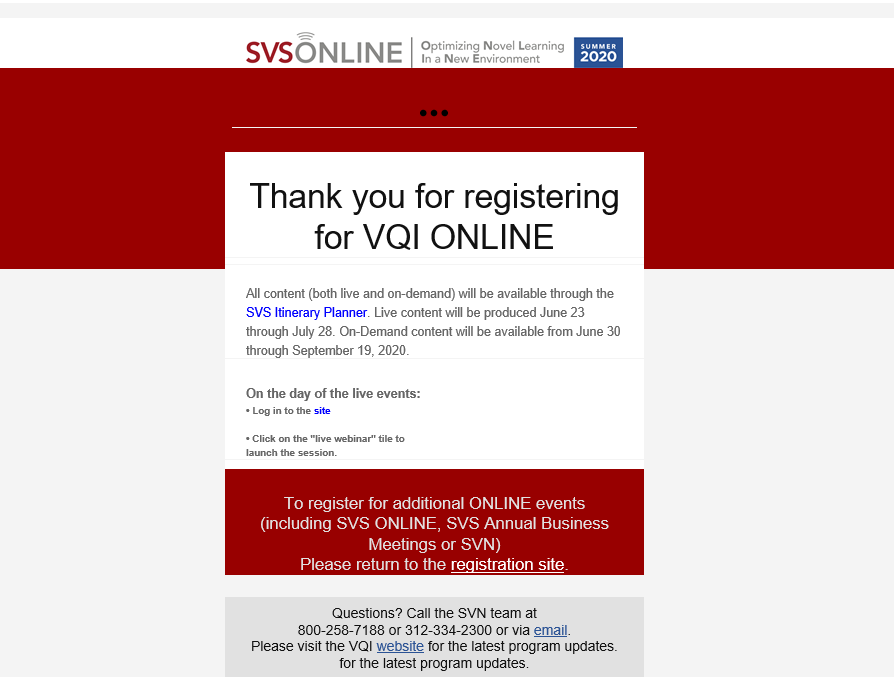 SVSONLINE
Optimizing Novel Learning
In a New Environment
SUMMER
2020
Thank you for registering
for VQI ONLINE
All content (both live and on-demand) will be available through the
SVS Itinerary Planner. Live content will be produced June 23
through July 28. On-Demand content will be available from June 30
through September 19, 2020.
On the day of the live events:
• Log in to the site
• Click on the "live webinar" tile to
launch the session.
To register for additional ONLINE events
(including SVS ONLINE, SVS Annual Business
Meetings or SVN)
Please return to the registration site.
Questions? Call the SVN team at
800-258-7188 or 312-334-2300 or via email.
Please visit the VQI website for the latest program updates.
for the latest program updates.